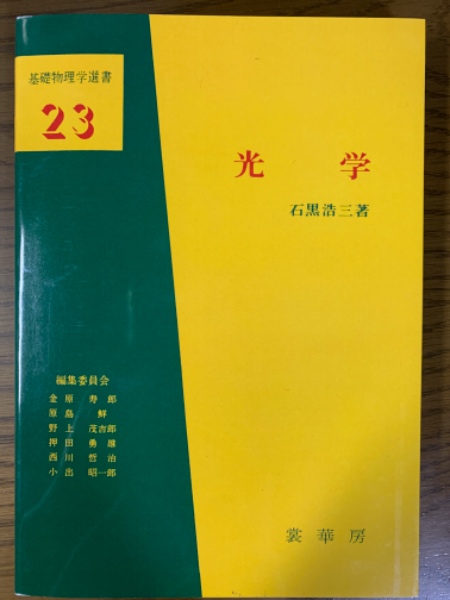 基礎物理学選書
23
光学
石黒浩三著
編集委員会
金原寿郎
原島鮮
野上茂吉郎
押田勇雄
西川哲治
小出昭一郎
裳華房